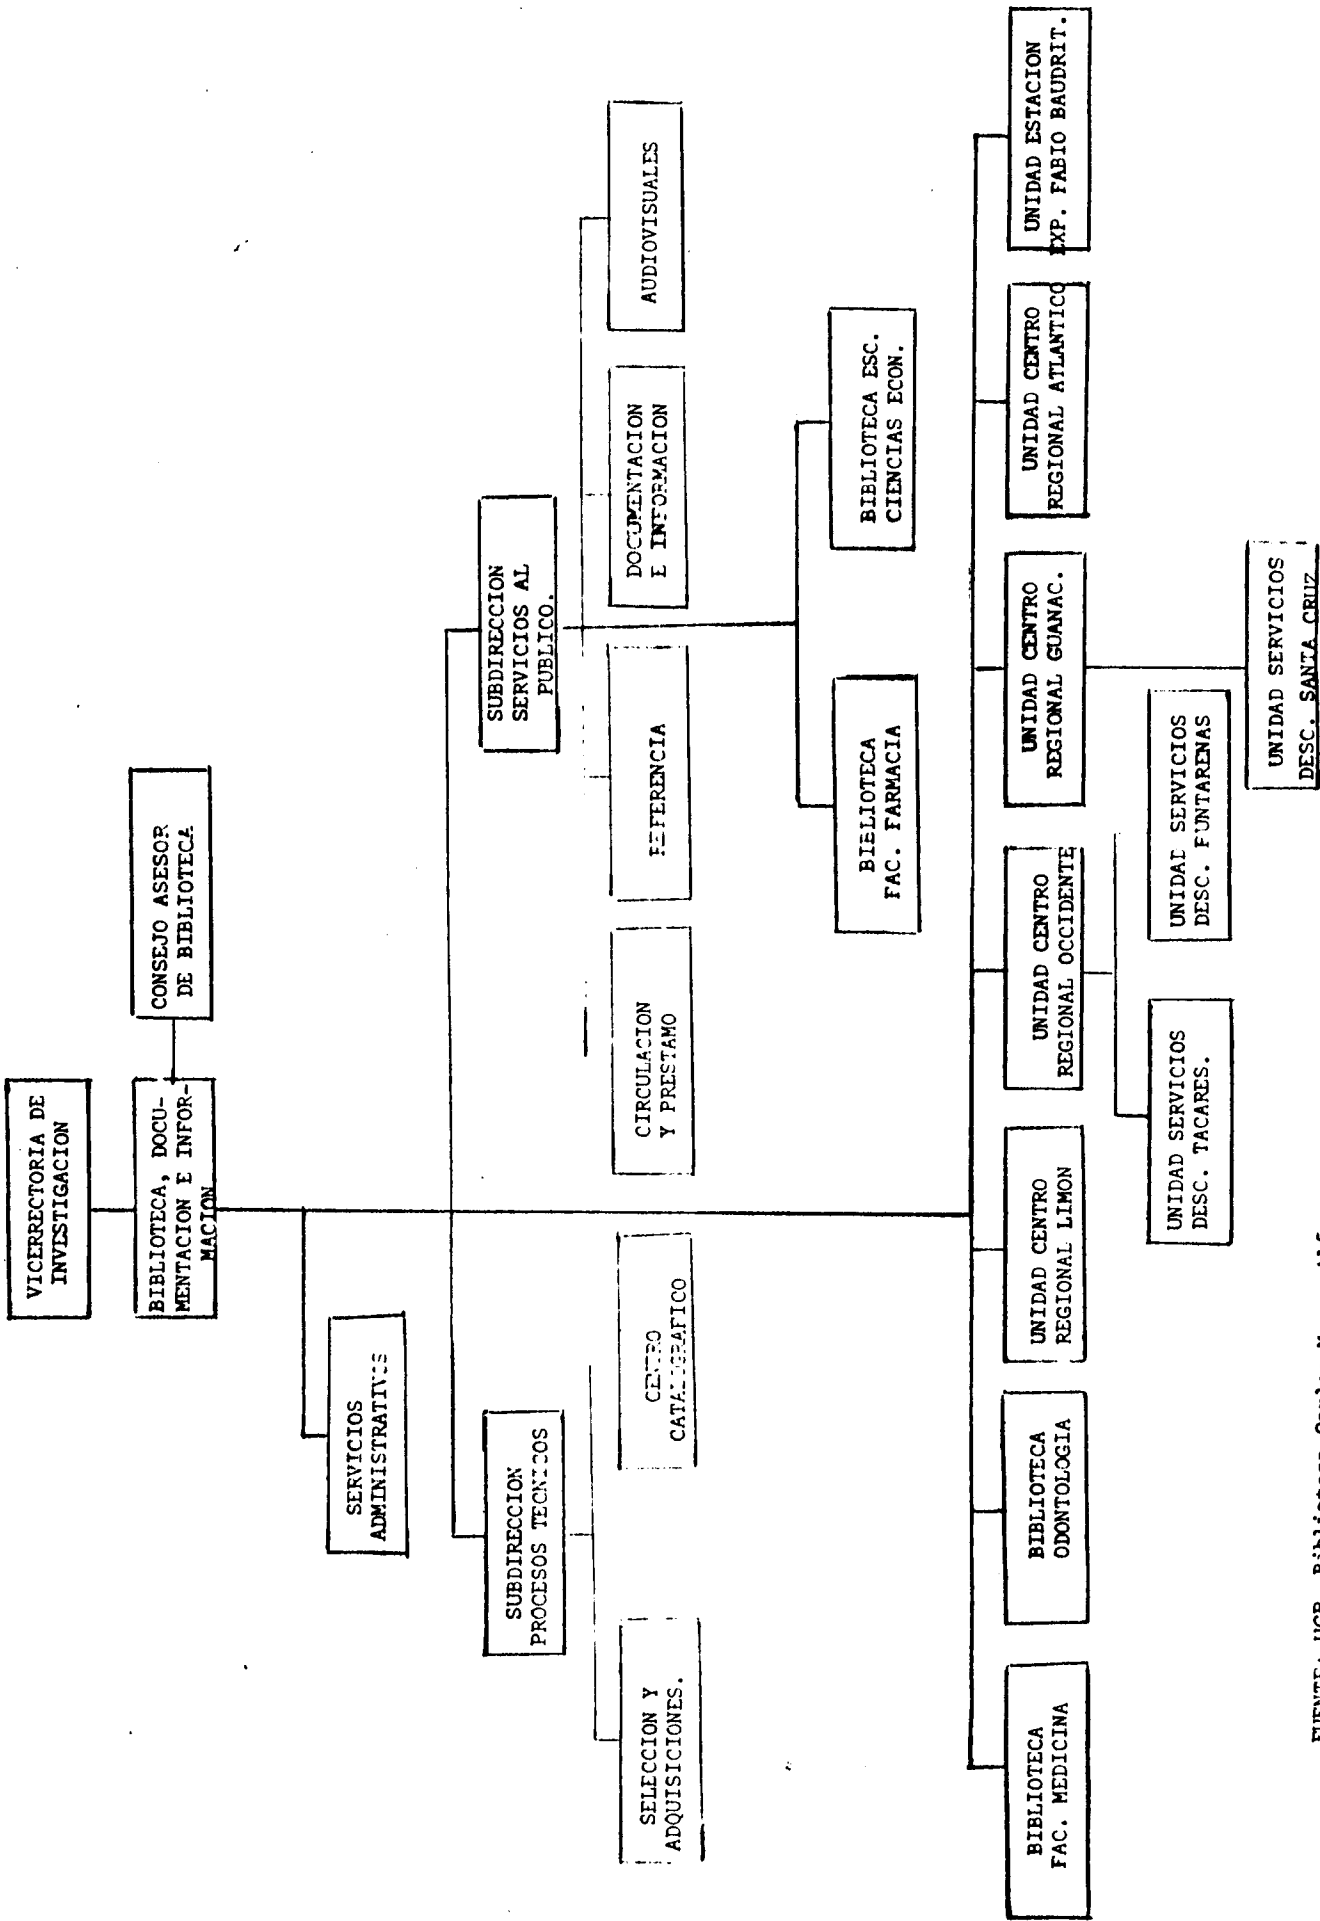 VICERRECTORIA DE
INVESTIGACION
BIBLIOTECA, DOCU-
MENTACION E INFOR-
MACION
CONSEJO ASESOR
DE BIBLIOTECA
SERVICIOS
ADMINISTRATIVOS
SUBDIRECCION
PROCESOS TECNICOS
SUBDIRECCION
SERVICIOS AL
PUBLICO.
SELECCION Y
ADQUISICIONES.
CENTRO
CATALOGRAFICO
CIRCULACION
Y PRESTAMO
REFERENCIA
DOCUMENTACION
E INFORMACION
AUDIOVISUALES
BIBLIOTECA
FAC. FARMACIA
BIBLIOTECA ESC.
CIENCIAS ECON.
BIBLIOTECA
FAC. MEDICINA
BIBLIOTECA
ODONTOLOGIA
UNIDAD CENTRO
REGIONAL LIMON
UNIDAD CENTRO
REGIONAL OCCIDENTE
UNIDAD CENTRO
REGIONAL GUANAC.
UNIDAD CENTRO
REGIONAL ATLANTICO
UNIDAD ESTACION
EXP. FABIO BAUDRIT.
UNIDAD SERVICIOS
DESC. TACARES.
UNIDAD SERVICIOS
DESC. PUNTARENAS
UNIDAD SERVICIOS
DESC. SANTA CRUZ
FUENTE: UCR. Biblioteca